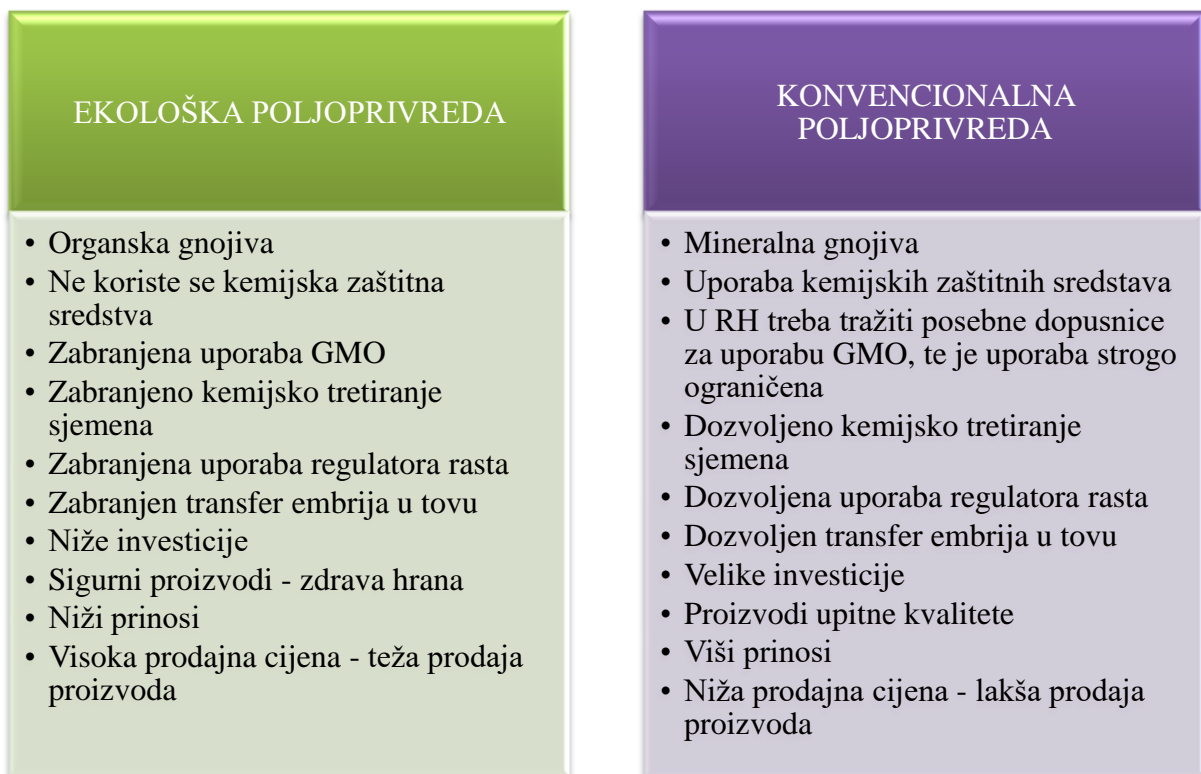 EKOLOŠKA POLJOPRIVREDA
• Organska gnojiva
• Ne koriste se kemijska zaštitna
sredstva
• Zabranjena uporaba GMO
• Zabranjeno kemijsko tretiranje
sjemena
• Zabranjena uporaba regulatora rasta
• Zabranjen transfer embrija u tovu
• Niže investicije
• Sigurni proizvodi - zdrava hrana
• Niži prinosi
• Visoka prodajna cijena - teža prodaja
proizvoda
KONVENCIONALNA
POLJOPRIVREDA
• Mineralna gnojiva
• Uporaba kemijskih zaštitnih sredstava
• U RH treba tražiti posebne dopusnice
za uporabu GMO, te je uporaba strogo
ograničena
• Dozvoljeno kemijsko tretiranje
sjemena
• Dozvoljena uporaba regulatora rasta
• Dozvoljen transfer embrija u tovu
• Velike investicije
• Proizvodi upitne kvalitete
• Viši prinosi
• Niža prodajna cijena - lakša prodaja
proizvoda